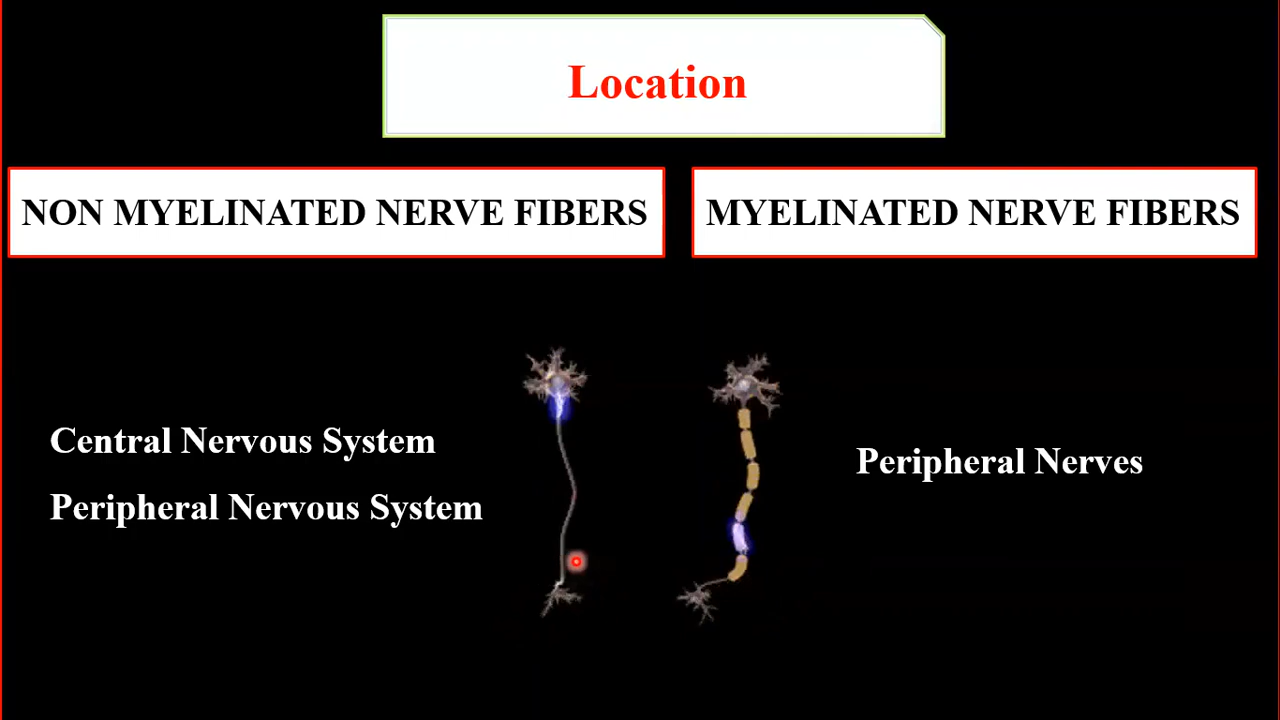 Location
NON MYELINATED NERVE FIBERS
MYELINATED NERVE FIBERS
Central Nervous System
Peripheral Nervous System
Peripheral Nerves